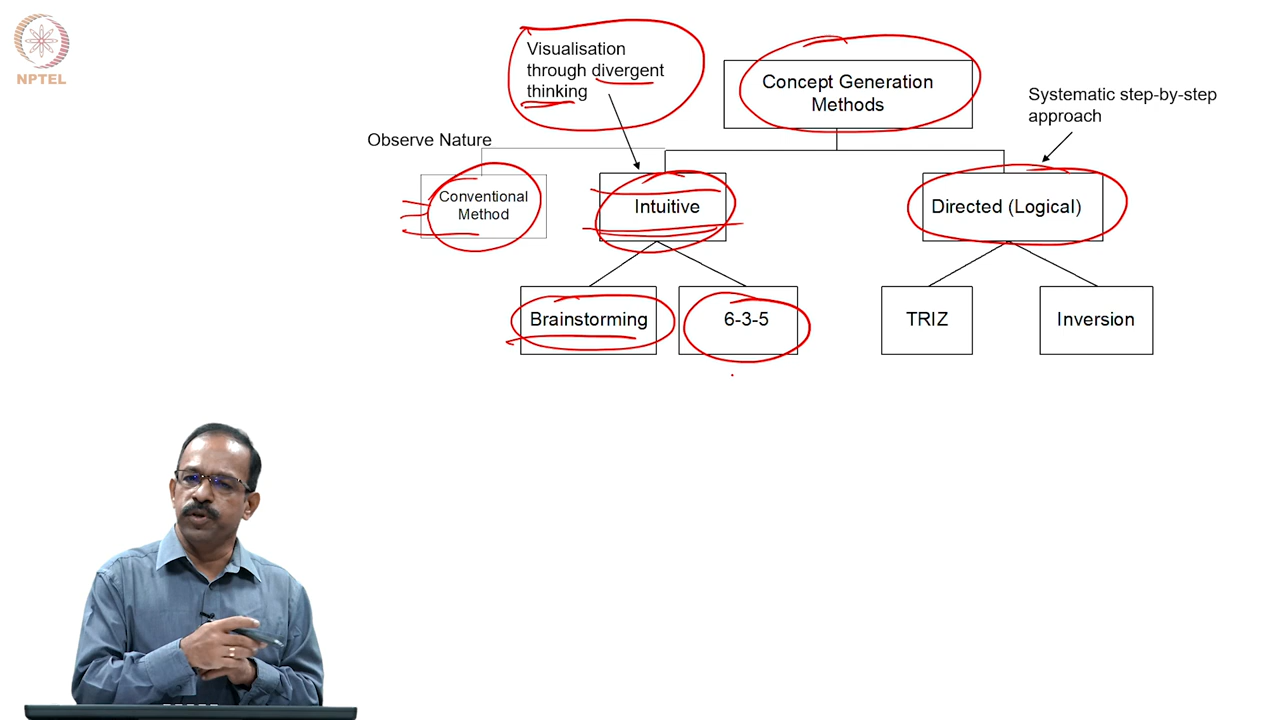 NPTEL
Visualisation
through divergent
thinking
Concept Generation
Methods
Systematic step-by-step
approach
Observe Nature
Conventional
Method
Intuitive
Directed (Logical)
Brainstorming
6-3-5
TRIZ
Inversion